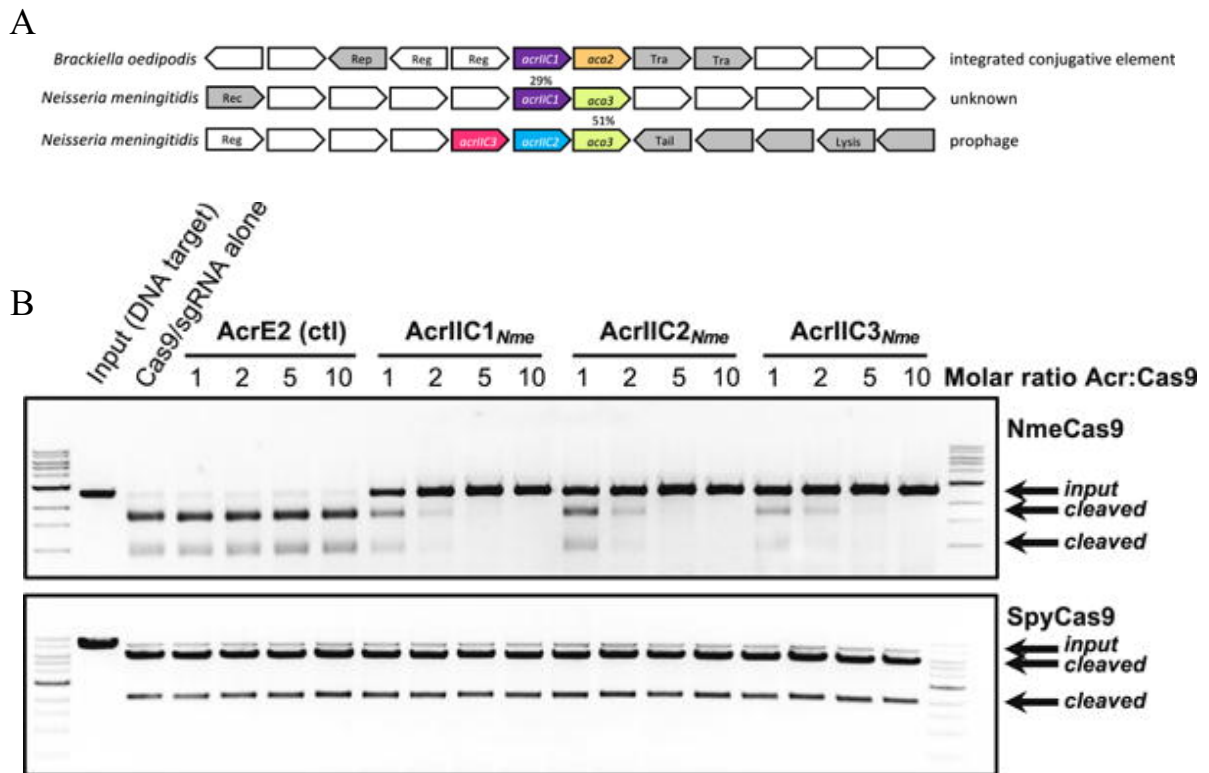 A
Brackiella oedipodis Rep Reg Reg acrIIC1 aca2 Tra Tra integrated conjugative element
29%
Neisseria meningitidis Rec acrIIC1 aca3 unknown
51%
Neisseria meningitidis Reg acrIIC3 acrIIC2 aca3 Tail Lysis prophage
B
Input (DNA target)
Cas9/sgRNA alone
AcrE2 (ctl) AcrIIC1Nme AcrIIC2Nme AcrIIC3Nme
1 2 5 10 1 2 5 10 1 2 5 10 1 2 5 10 Molar ratio Acr:Cas9
NmeCas9
input
cleaved
cleaved
SpyCas9
input
cleaved
cleaved